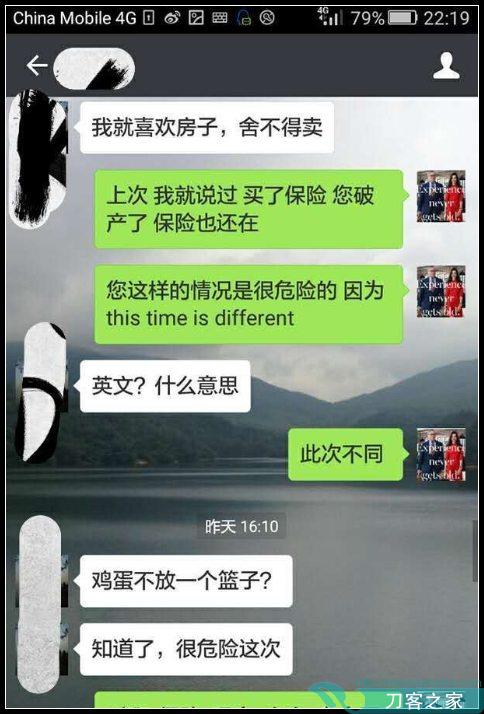 China Mobile 4G 4G 79% 22:19
我就喜欢房子，舍不得卖
上次 我就说过 买了保险 您破
产了 保险也还在
Experience
never
gets old.
您这样的情况是很危险的 因为
this time is different
Experience
never
gets old.
英文？什么意思
此次不同
Experience
never
gets old.
昨天 16:10
鸡蛋不放一个篮子？
知道了，很危险这次
刀客之家